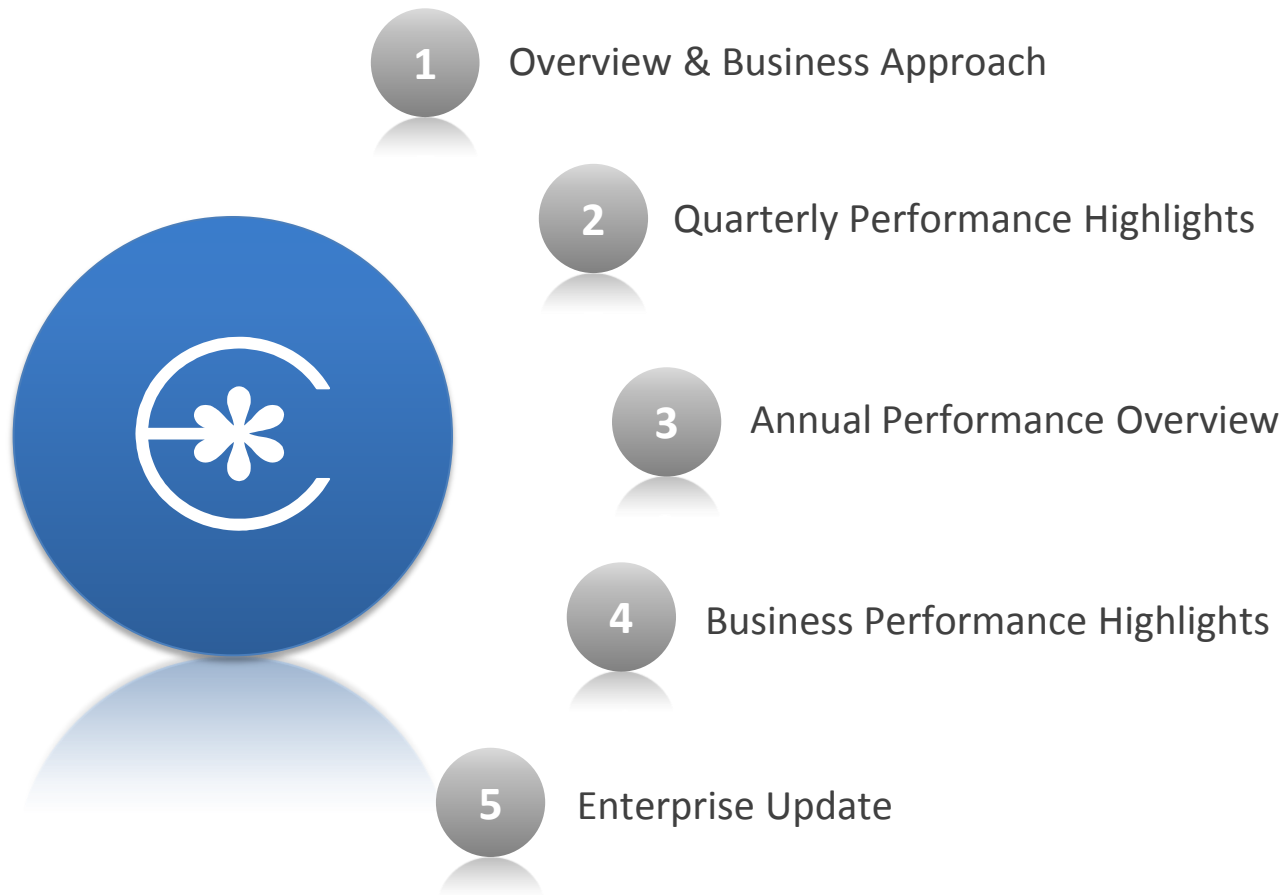 1 Overview & Business Approach
2 Quarterly Performance Highlights
3 Annual Performance Overview
4 Business Performance Highlights
5 Enterprise Update